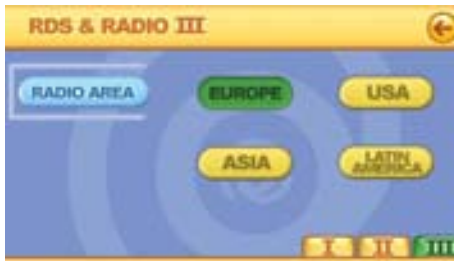 RDS & RADIO III
RADIO AREA
EUROPE
USA
ASIA
LATIN
AMERICA
I
II
III